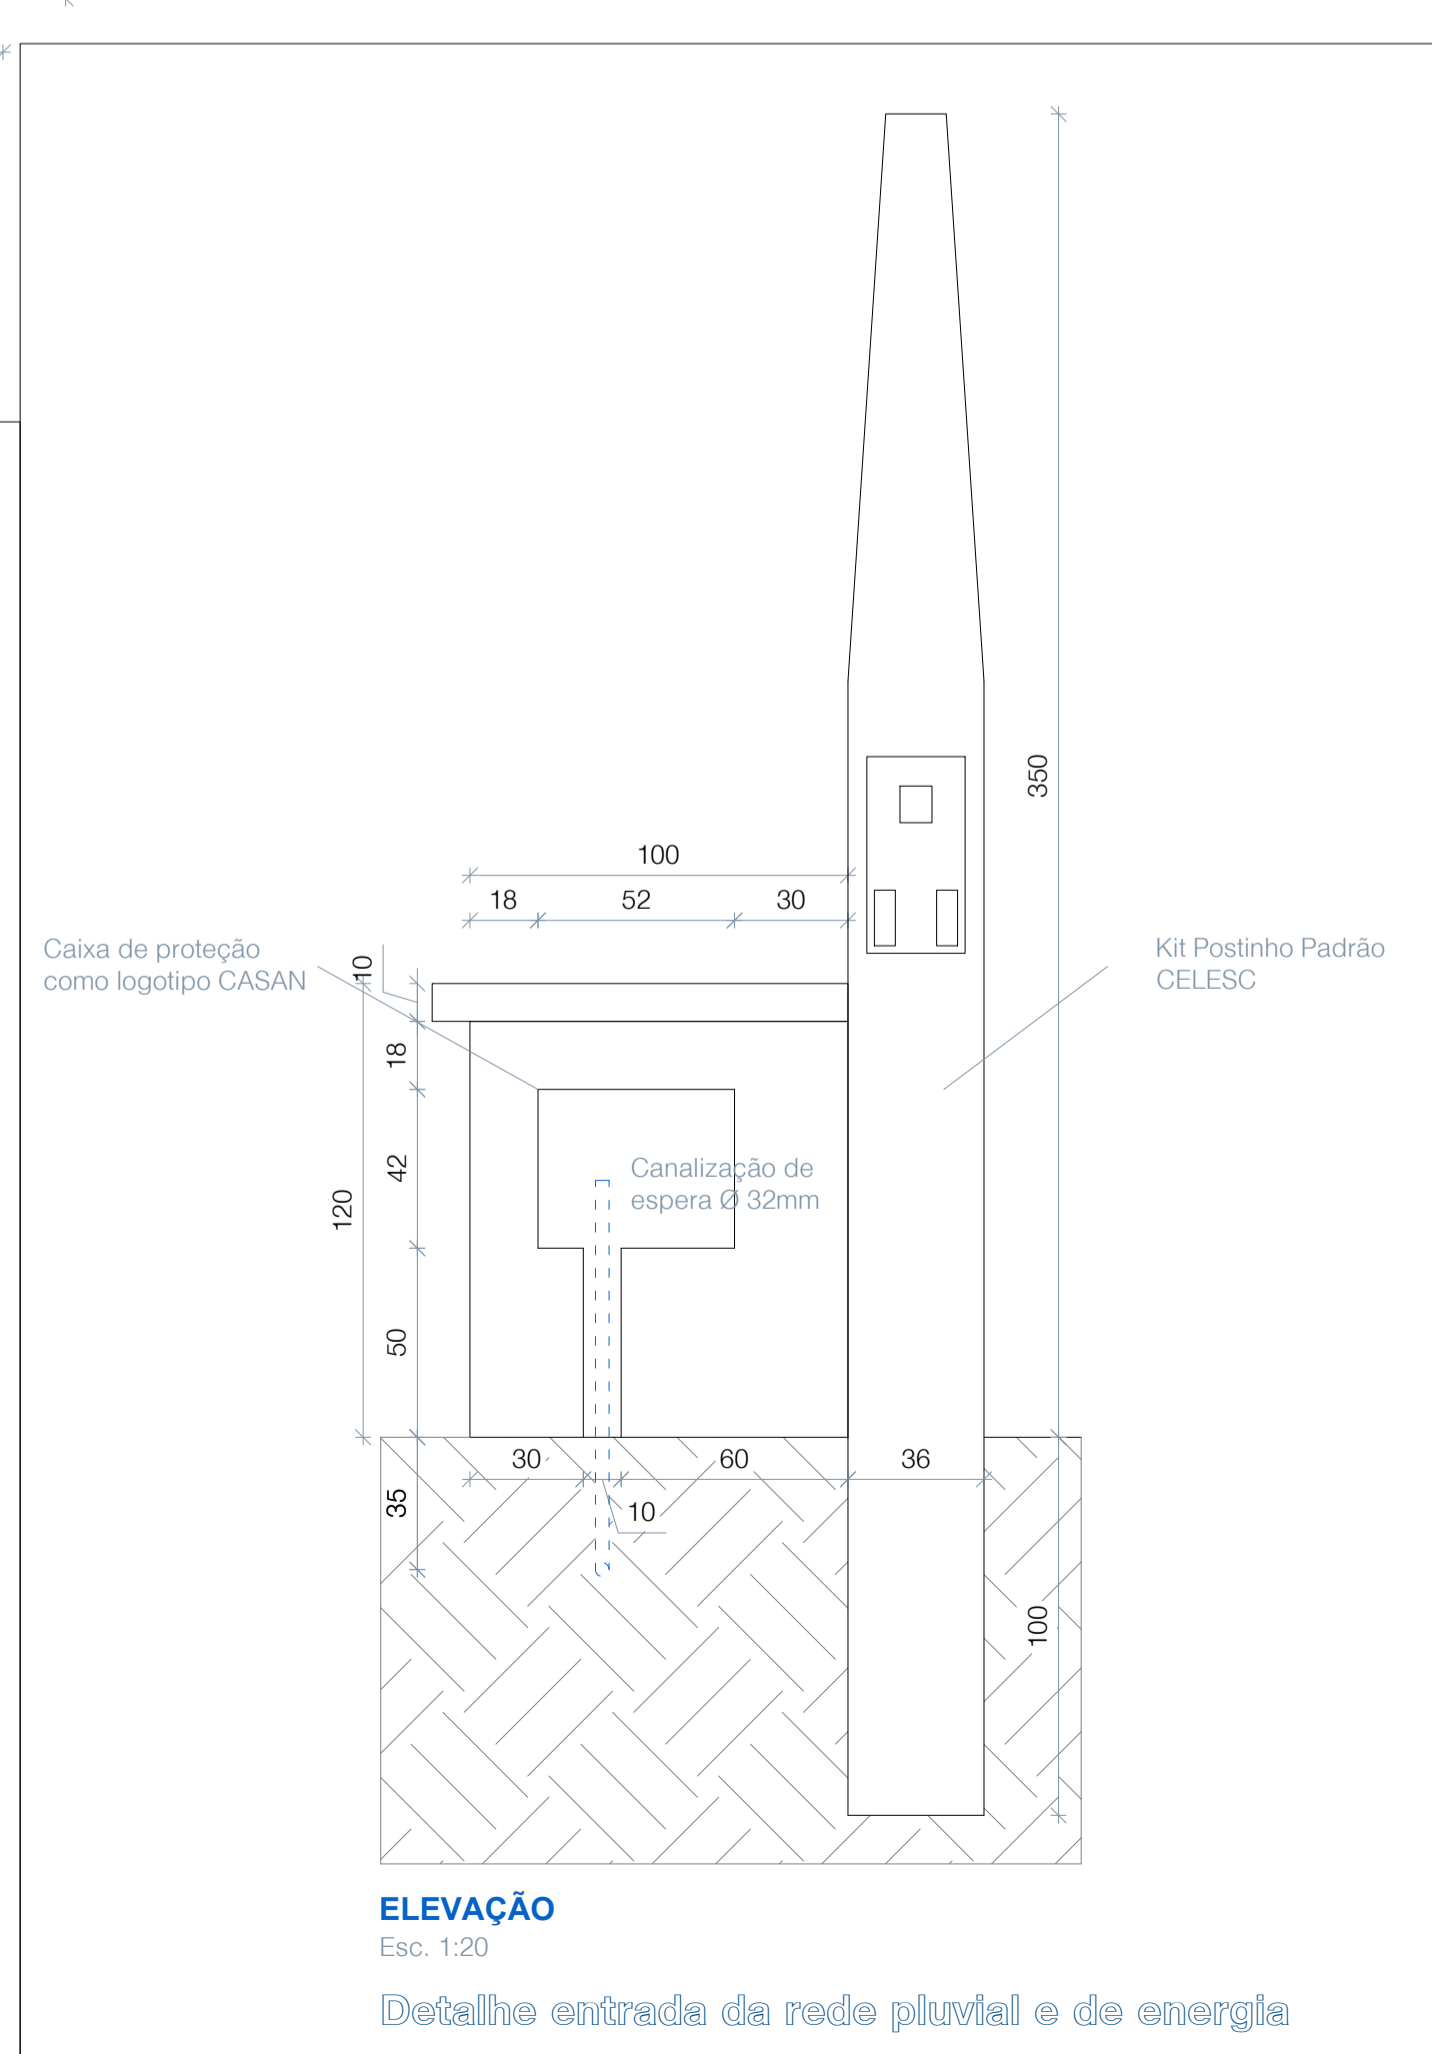 350
100
18
52
30
Caixa de proteção
como logotipo CASAN
10
Kit Postinho Padrão
CELESC
18
42
Canalização de
espera Ø 32mm
120
50
30
60
36
35
10
100
ELEVAÇÃO
Esc. 1:20
Detalhe entrada da rede pluvial e de energia